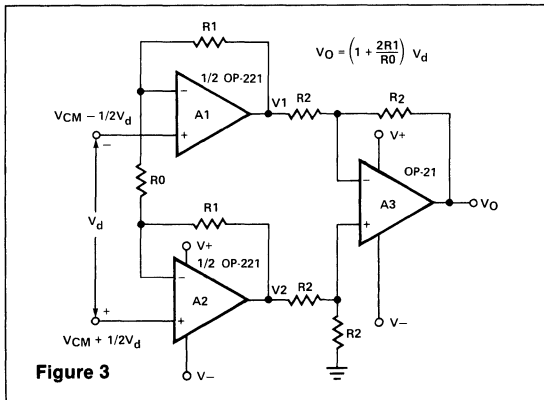 R1
V_O = (1 + 2R1/R0) V_d
1/2 OP-221
V_CM − 1/2V_d
−
A1
+
−
V1
R2
R2
V+
OP-21
R0
−
A3
+
V_O
V_d
R1
V+
1/2 OP-221
−
A2
+
V2
R2
+
V_CM + 1/2V_d
V−
R2
V−
Figure 3